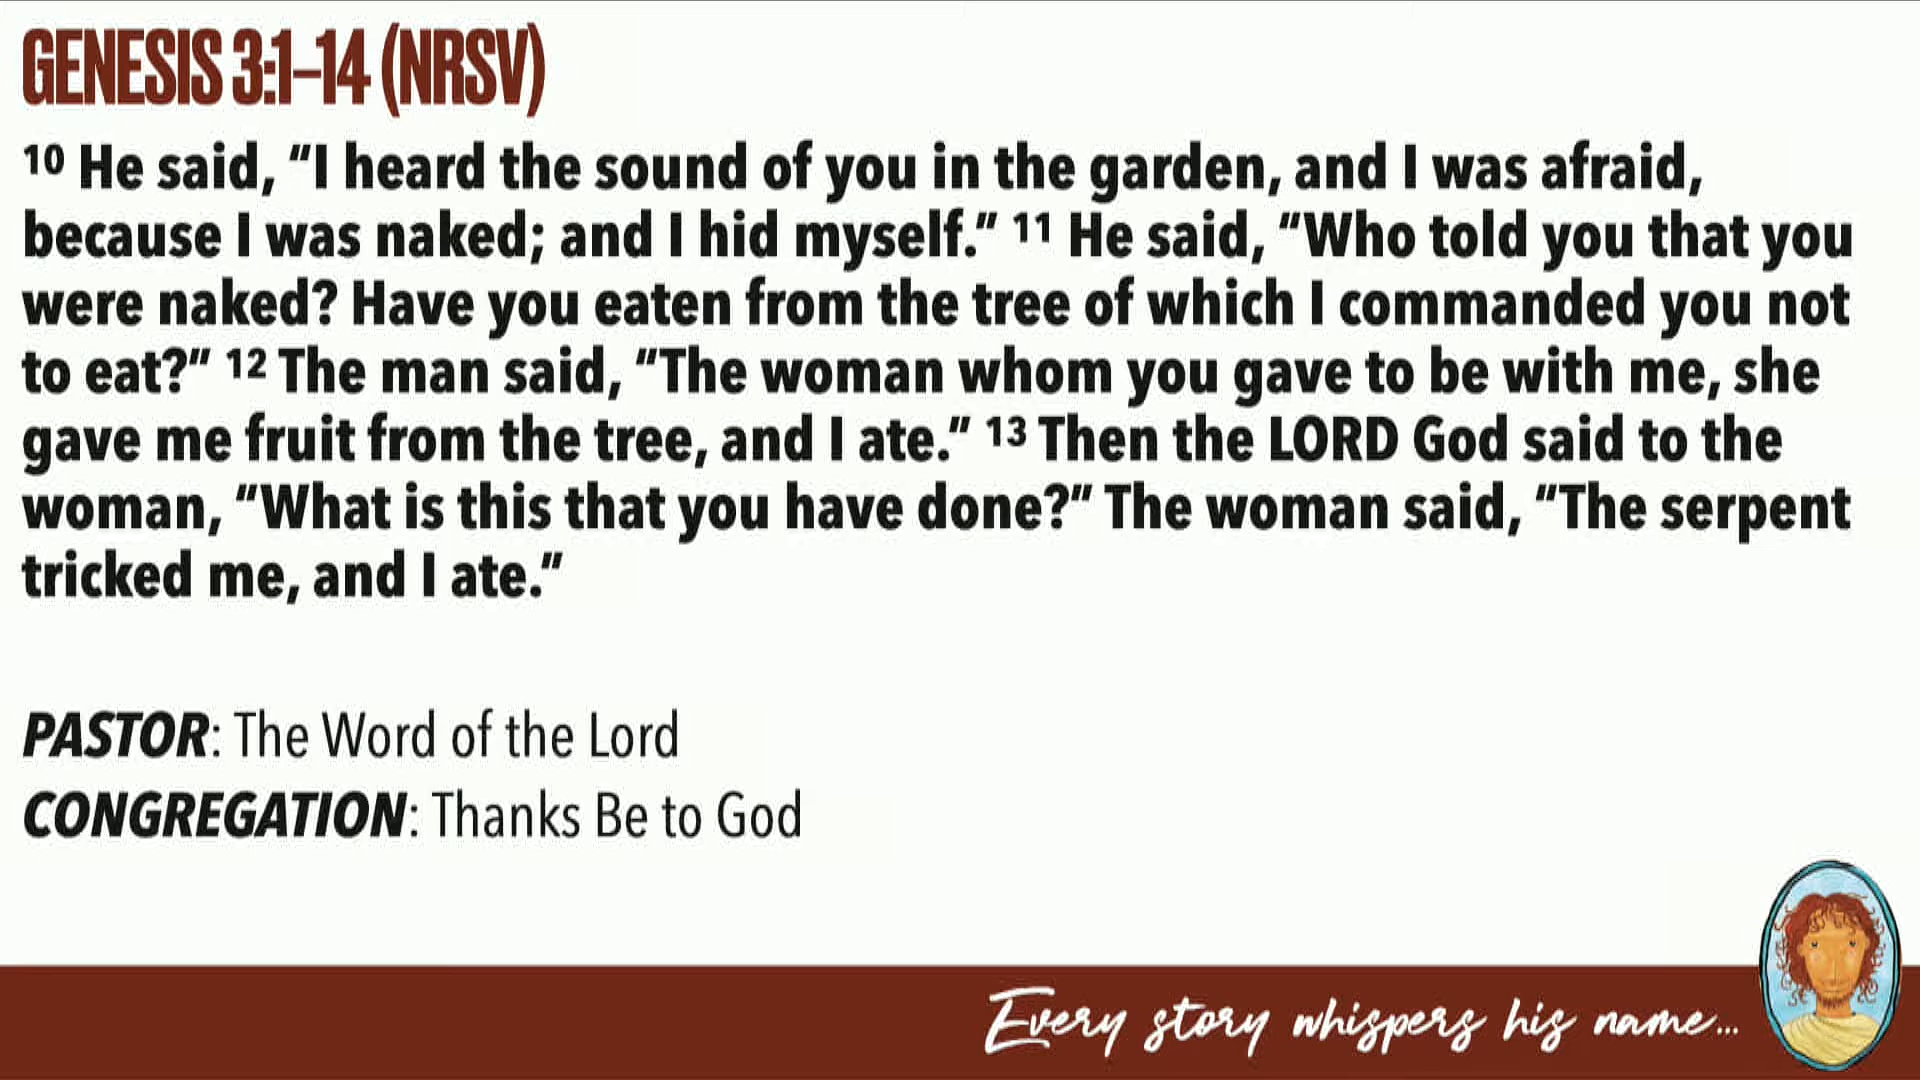 GENESIS 3:1–14 (NRSV)
10 He said, “I heard the sound of you in the garden, and I was afraid,
because I was naked; and I hid myself.” 11 He said, “Who told you that you
were naked? Have you eaten from the tree of which I commanded you not
to eat?” 12 The man said, “The woman whom you gave to be with me, she
gave me fruit from the tree, and I ate.” 13 Then the LORD God said to the
woman, “What is this that you have done?” The woman said, “The serpent
tricked me, and I ate.”
PASTOR: The Word of the Lord
CONGREGATION: Thanks Be to God
Every story whispers his name...